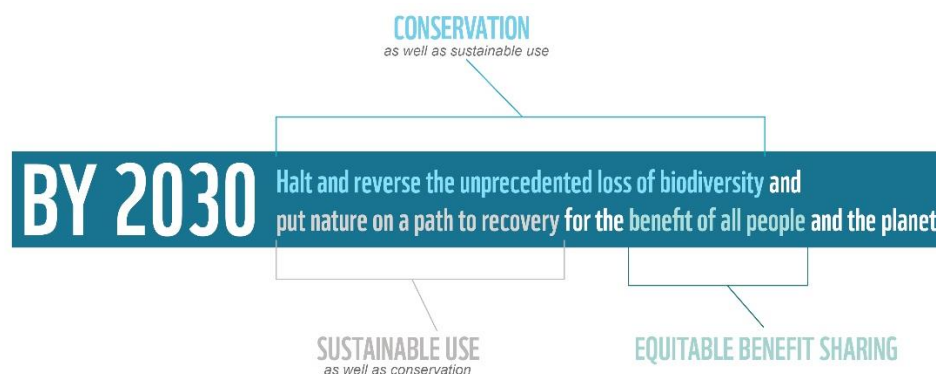 CONSERVATION
as well as sustainable use
BY 2030
Halt and reverse the unprecedented loss of biodiversity and
put nature on a path to recovery for the benefit of all people and the planet
SUSTAINABLE USE
as well as conservation
EQUITABLE BENEFIT SHARING